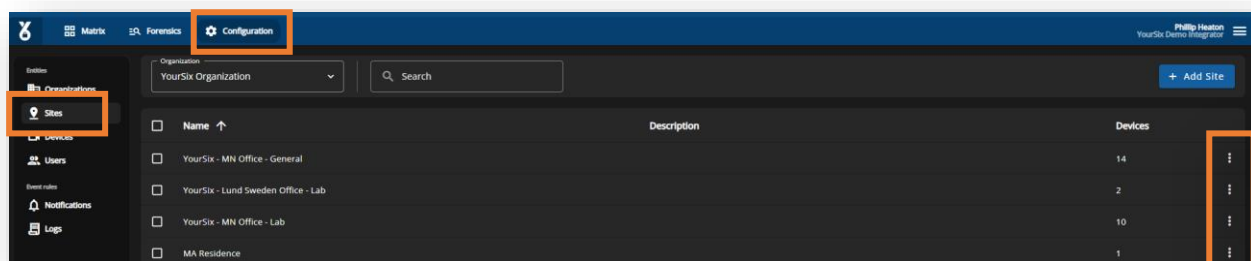 Matrix
Forensics
Configuration
Phillip Heaton
YourSix Demo Integrator
Entities
Organizations
Sites
Devices
Users
Event rules
Notifications
Logs
Organization
YourSix Organization
Search
+ Add Site
Name
Description
Devices
YourSix - MN Office - General
14
YourSix - Lund Sweden Office - Lab
2
YourSix - MN Office - Lab
10
MA Residence
1